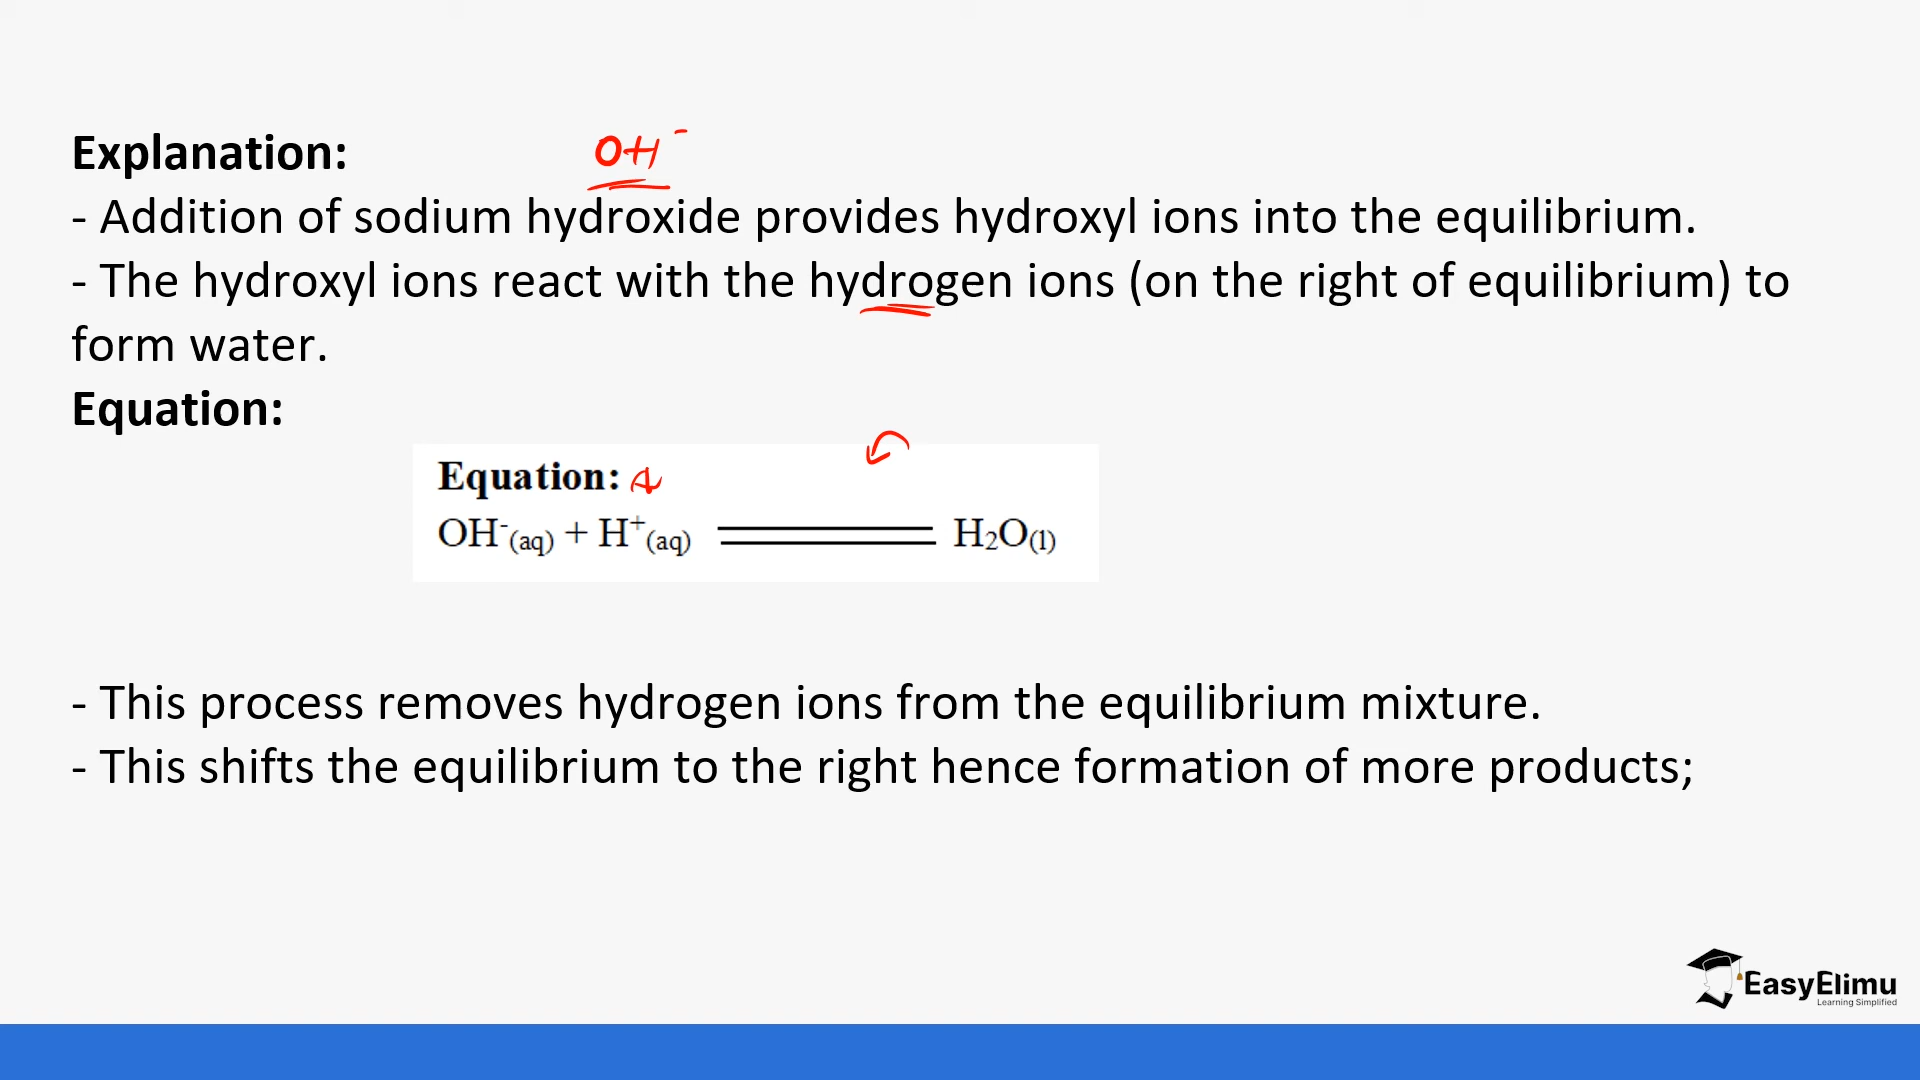 Explanation:
OH⁻
- Addition of sodium hydroxide provides hydroxyl ions into the equilibrium.
- The hydroxyl ions react with the hydrogen ions (on the right of equilibrium) to
form water.
Equation:
Equation:
OH⁻(aq) + H⁺(aq) ═══ H₂O(l)
- This process removes hydrogen ions from the equilibrium mixture.
- This shifts the equilibrium to the right hence formation of more products;
EasyElimu
Learning Simplified